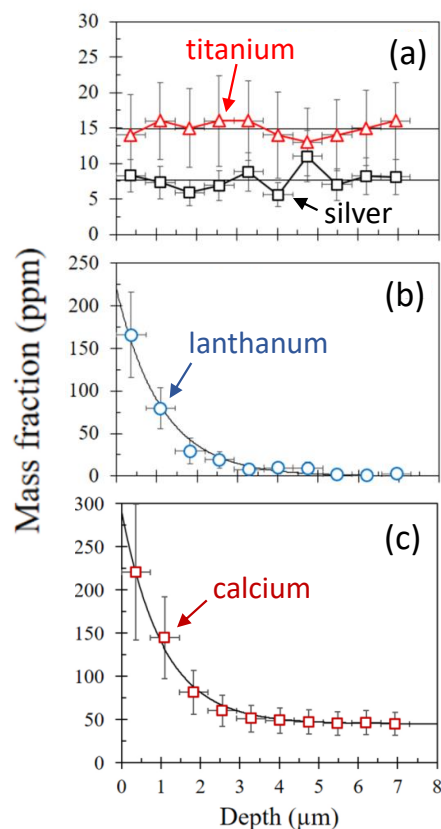 Mass fraction (ppm)
30
25
20
15
10
5
0
titanium
(a)
silver
250
200
150
100
50
0
(b)
lanthanum
300
250
200
150
100
50
0
(c)
calcium
0 1 2 3 4 5 6 7 8
Depth (µm)